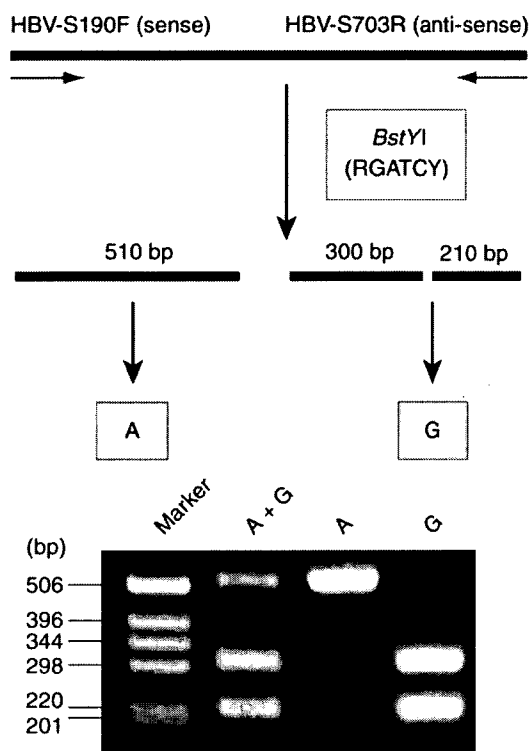 HBV-S190F (sense) HBV-S703R (anti-sense)
BstYI
(RGATCY)
510 bp 300 bp 210 bp
A G
Marker A + G A G
(bp)
506
396
344
298
220
201